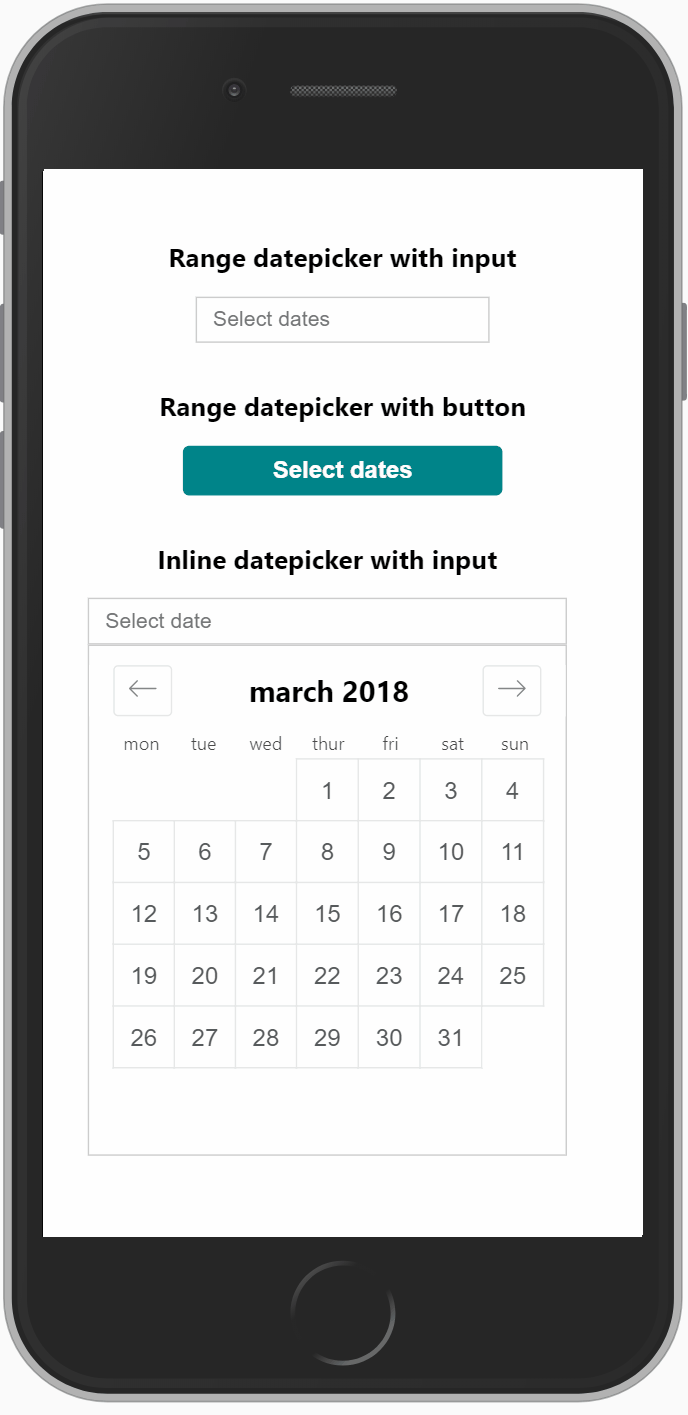 Range datepicker with input
Select dates
Range datepicker with button
Select dates
Inline datepicker with input
Select date
march 2018
mon tue wed thur fri sat sun
1 2 3 4
5 6 7 8 9 10 11
12 13 14 15 16 17 18
19 20 21 22 23 24 25
26 27 28 29 30 31